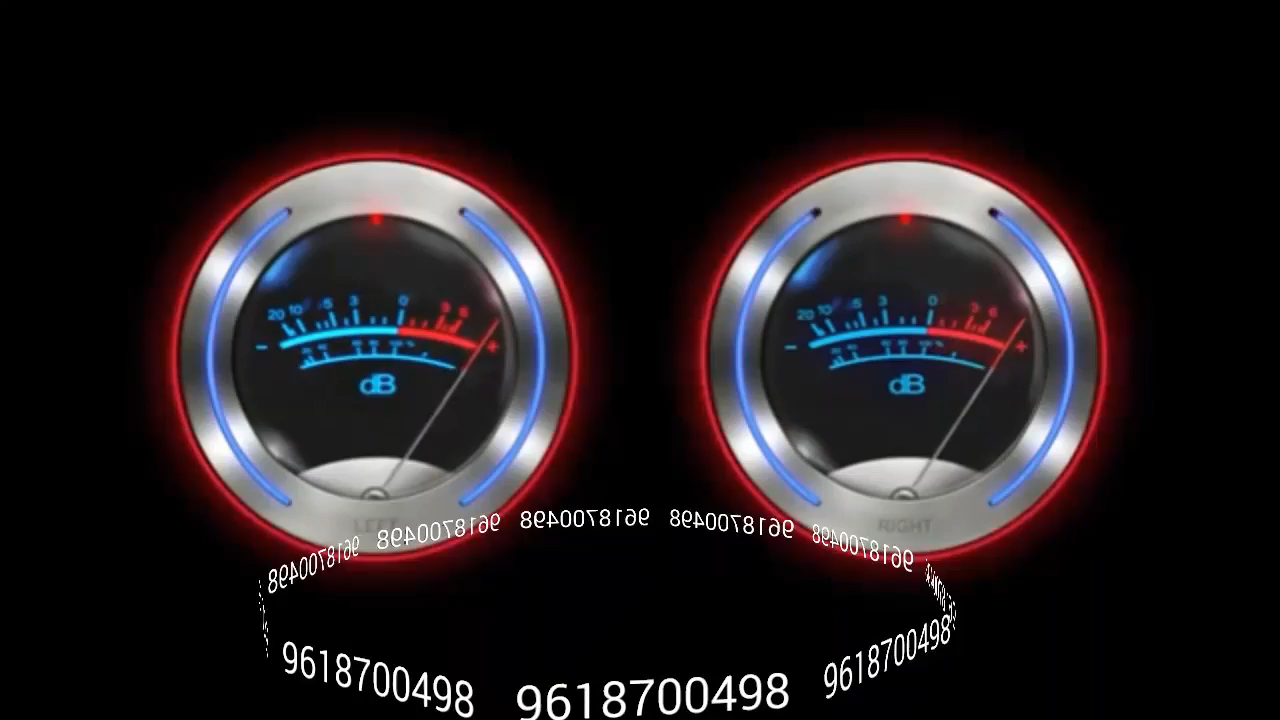 20 10 5 3 0 3 6
- +
dB
LEFT
20 10 5 3 0 3 6
- +
dB
RIGHT
9618700498 9618700498 9618700498 9618700498 9618700498
9618700498 9618700498 9618700498